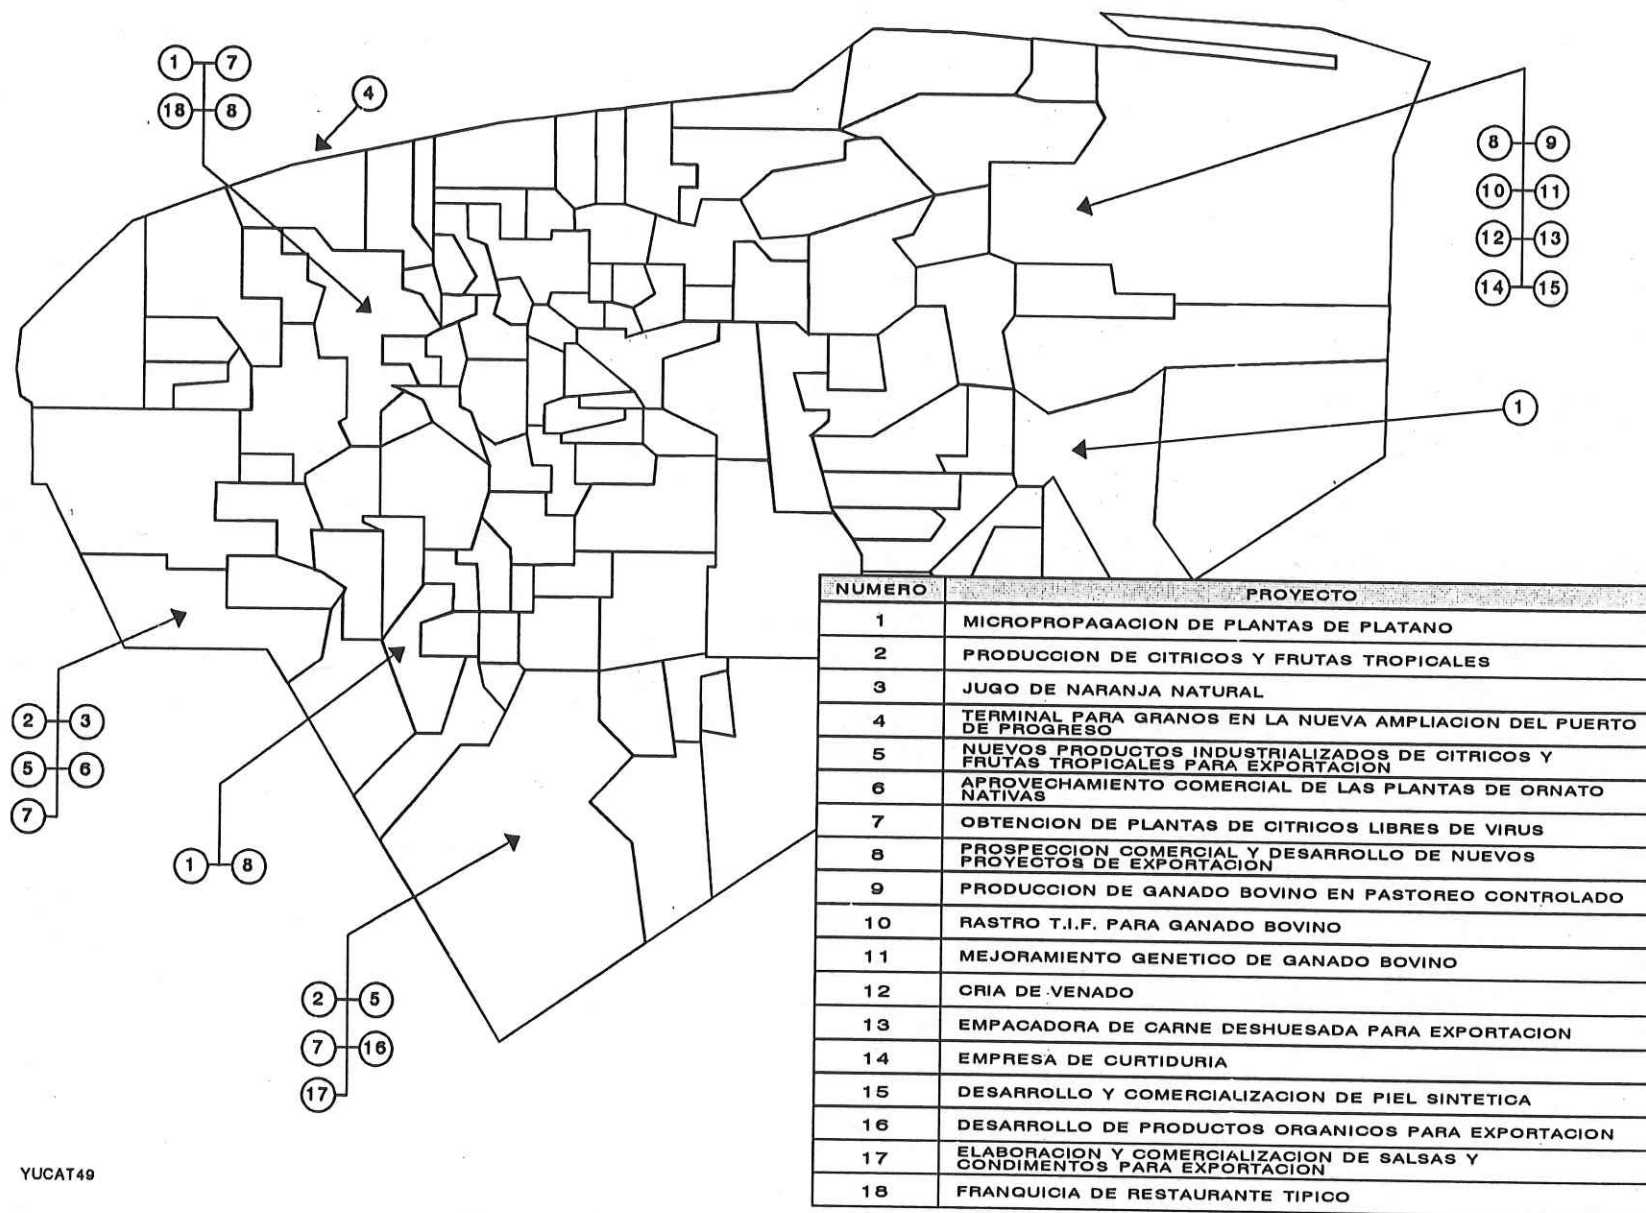 1 7
18 8
4
8 9
10 11
12 13
14 15
1
2 3
5 6
7
1 8
2 5
7 16
17
NUMERO PROYECTO
1 MICROPROPAGACION DE PLANTAS DE PLATANO
2 PRODUCCION DE CITRICOS Y FRUTAS TROPICALES
3 JUGO DE NARANJA NATURAL
4 TERMINAL PARA GRANOS EN LA NUEVA AMPLIACION DEL PUERTO
DE PROGRESO
5 NUEVOS PRODUCTOS INDUSTRIALIZADOS DE CITRICOS Y
FRUTAS TROPICALES PARA EXPORTACION
6 APROVECHAMIENTO COMERCIAL DE LAS PLANTAS DE ORNATO
NATIVAS
7 OBTENCION DE PLANTAS DE CITRICOS LIBRES DE VIRUS
8 PROSPECCION COMERCIAL Y DESARROLLO DE NUEVOS
PROYECTOS DE EXPORTACION
9 PRODUCCION DE GANADO BOVINO EN PASTOREO CONTROLADO
10 RASTRO T.I.F. PARA GANADO BOVINO
11 MEJORAMIENTO GENETICO DE GANADO BOVINO
12 CRIA DE VENADO
13 EMPACADORA DE CARNE DESHUESADA PARA EXPORTACION
14 EMPRESA DE CURTIDURIA
15 DESARROLLO Y COMERCIALIZACION DE PIEL SINTETICA
16 DESARROLLO DE PRODUCTOS ORGANICOS PARA EXPORTACION
17 ELABORACION Y COMERCIALIZACION DE SALSAS Y
CONDIMENTOS PARA EXPORTACION
18 FRANQUICIA DE RESTAURANTE TIPICO
YUCAT49